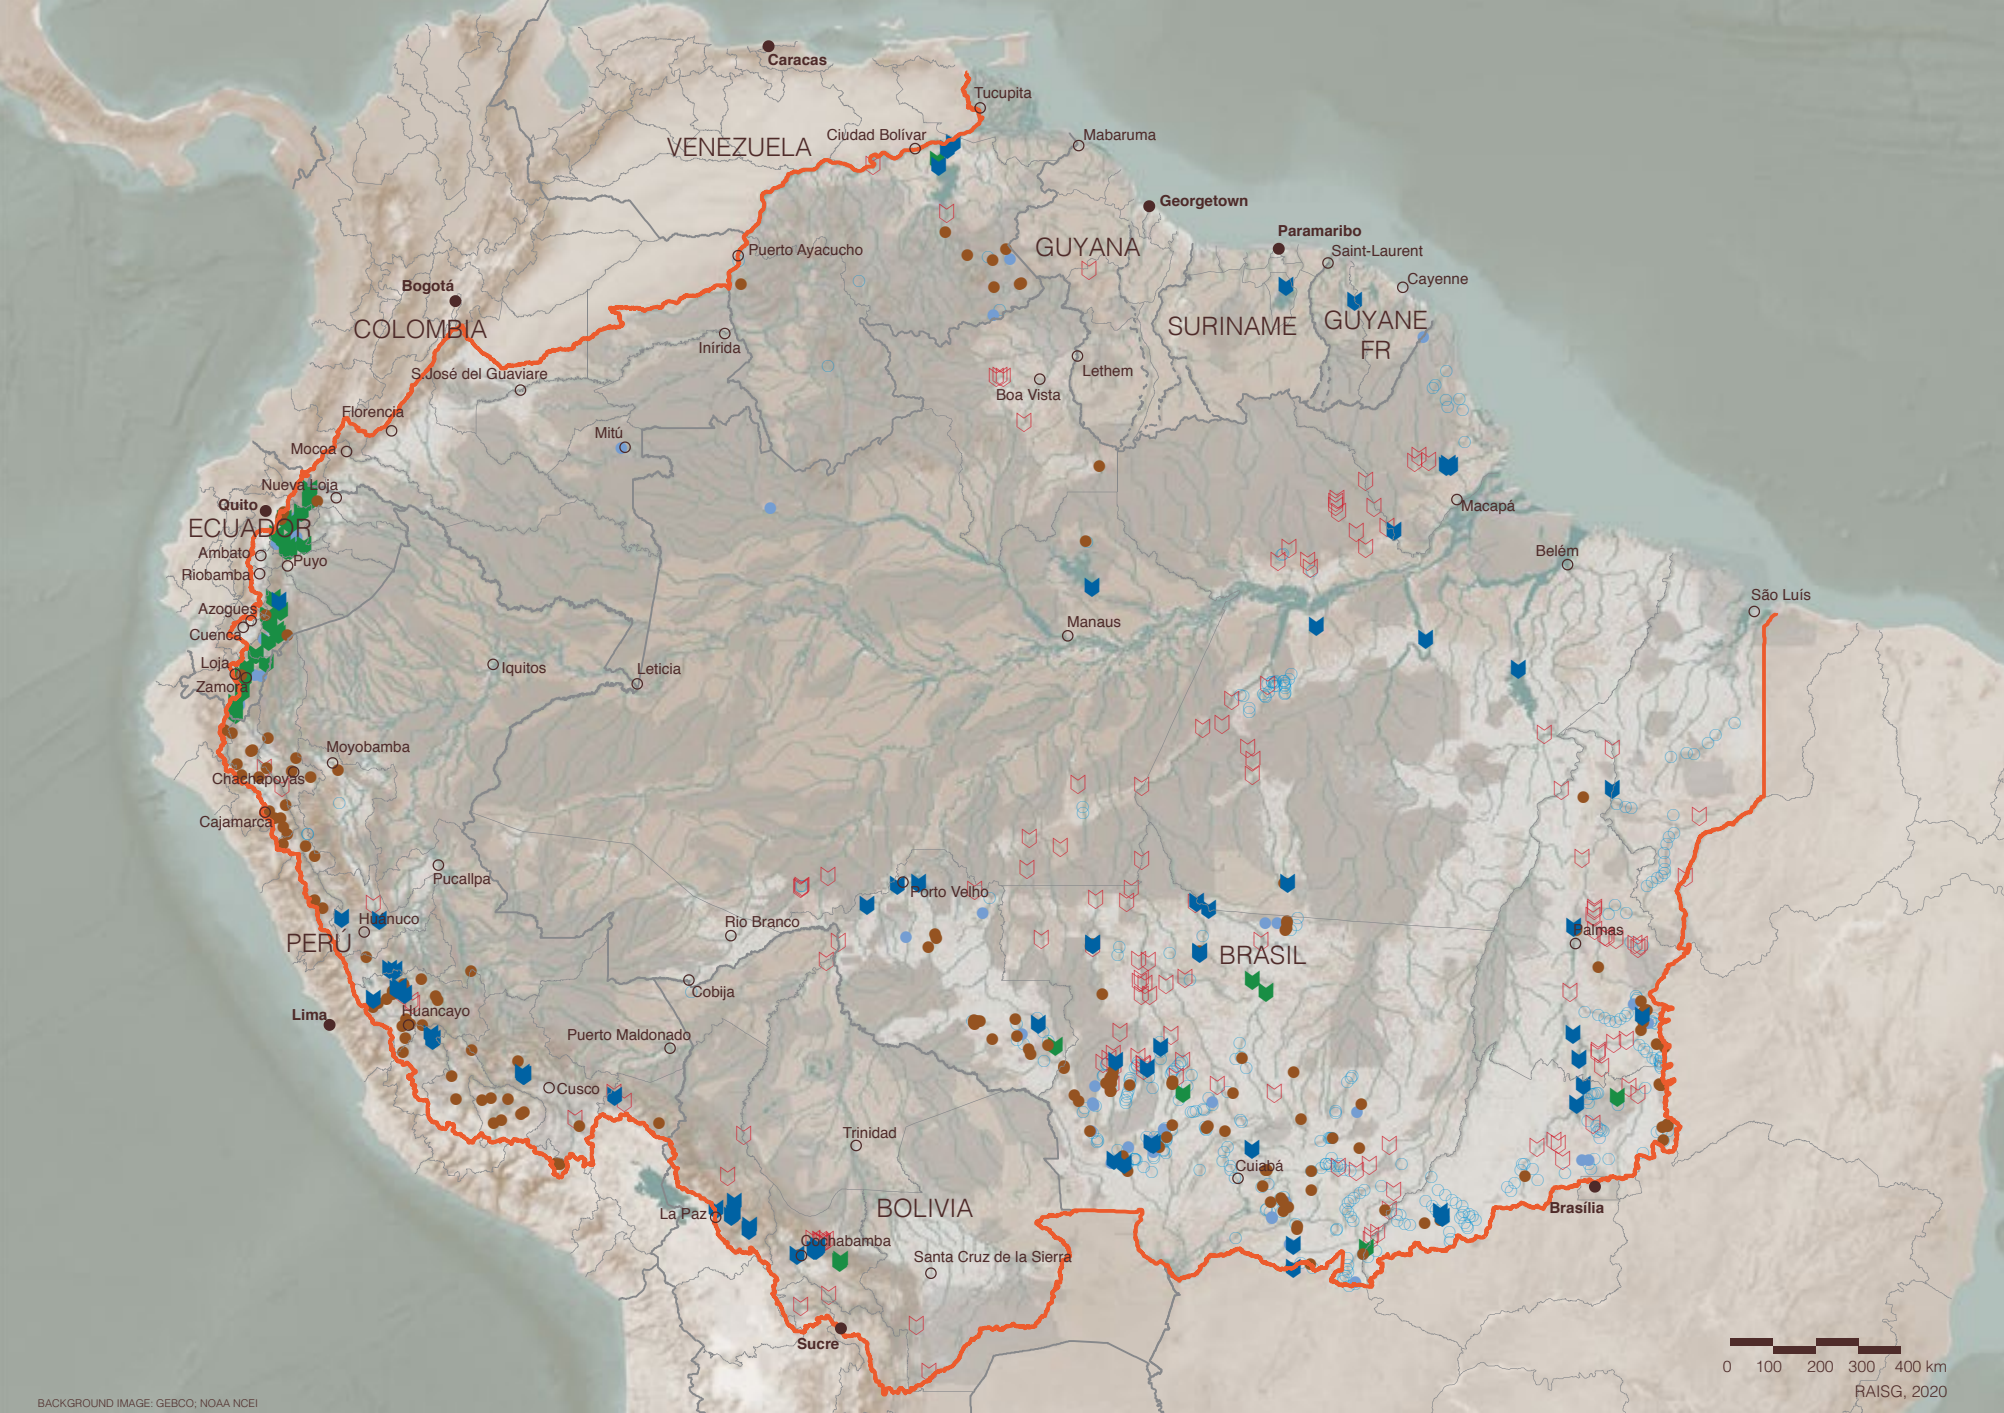 Caracas
Tucupita
VENEZUELA
Ciudad Bolívar
Mabaruma
Georgetown
GUYANA
Puerto Ayacucho
Paramaribo
Saint-Laurent
Cayenne
Bogotá
COLOMBIA
SURINAME
GUYANE
FR
Inírida
S.José del Guaviare
Lethem
Boa Vista
Florencia
Mitú
Mocoa
Nueva Loja
Quito
ECUADOR
Macapá
Ambato
Puyo
Belém
Riobamba
São Luís
Azogues
Cuenca
Manaus
Loja
Iquitos
Leticia
Zamora
Moyobamba
Chachapoyas
Cajamarca
Pucallpa
Porto Velho
Huánuco
Rio Branco
Palmas
PERÚ
BRASIL
Cobija
Lima
Huancayo
Puerto Maldonado
Cusco
Trinidad
Cuiabá
La Paz
BOLIVIA
Brasília
Cochabamba
Santa Cruz de la Sierra
Sucre
0 100 200 300 400 km
RAISG, 2020
BACKGROUND IMAGE: GEBCO; NOAA NCEI